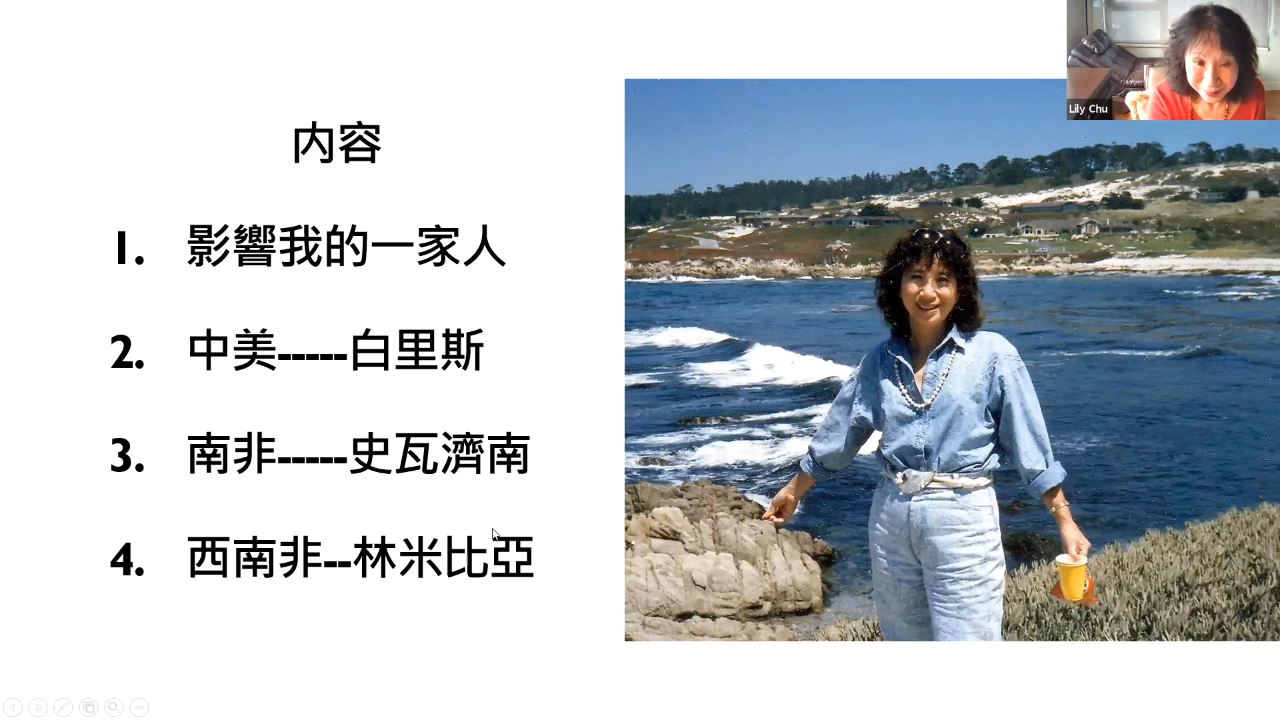 Lily Chu
内容
1. 影響我的一家人
2. 中美-----白里斯
3. 南非-----史瓦濟南
4. 西南非--林米比亞